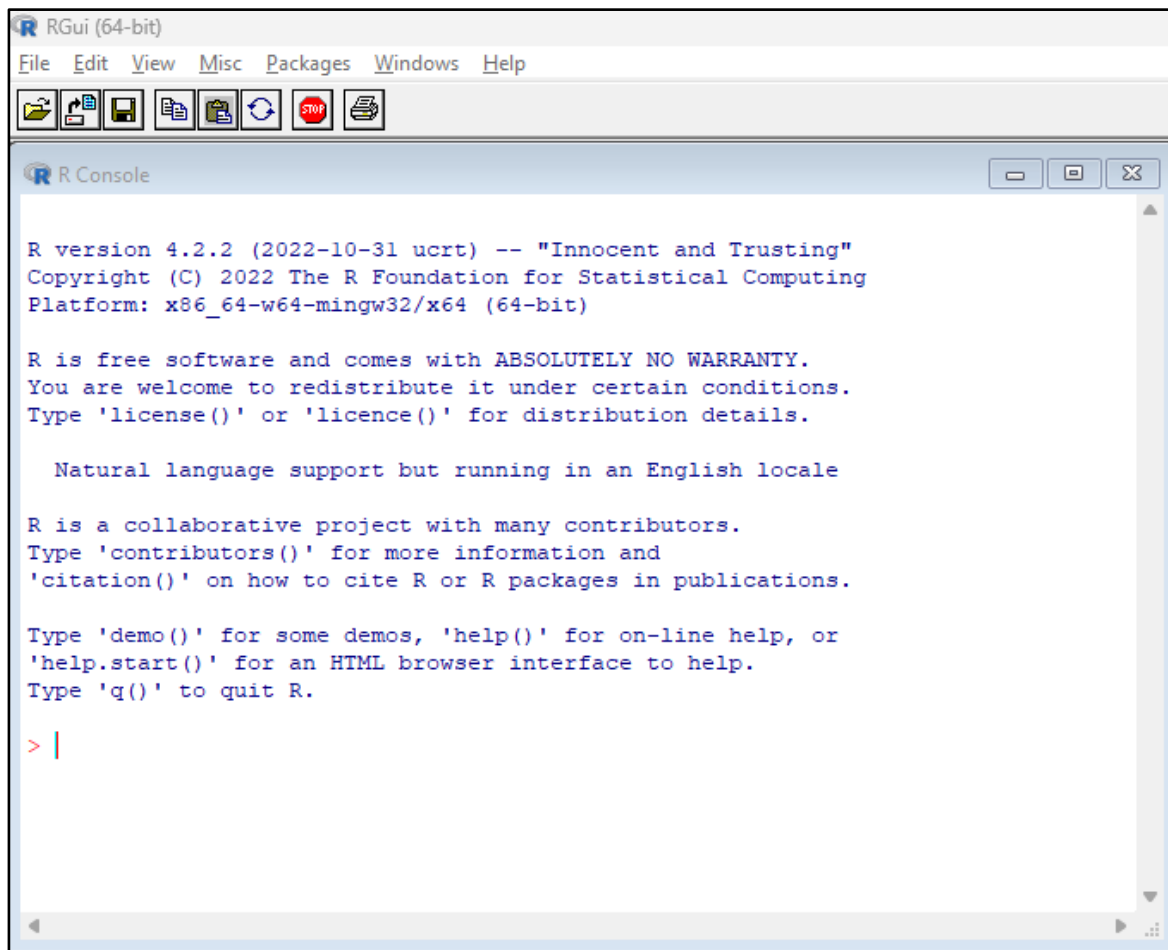 RGui (64-bit)
File Edit View Misc Packages Windows Help
STOP
R Console
R version 4.2.2 (2022-10-31 ucrt) -- "Innocent and Trusting"
Copyright (C) 2022 The R Foundation for Statistical Computing
Platform: x86_64-w64-mingw32/x64 (64-bit)
R is free software and comes with ABSOLUTELY NO WARRANTY.
You are welcome to redistribute it under certain conditions.
Type 'license()' or 'licence()' for distribution details.
Natural language support but running in an English locale
R is a collaborative project with many contributors.
Type 'contributors()' for more information and
'citation()' on how to cite R or R packages in publications.
Type 'demo()' for some demos, 'help()' for on-line help, or
'help.start()' for an HTML browser interface to help.
Type 'q()' to quit R.
>